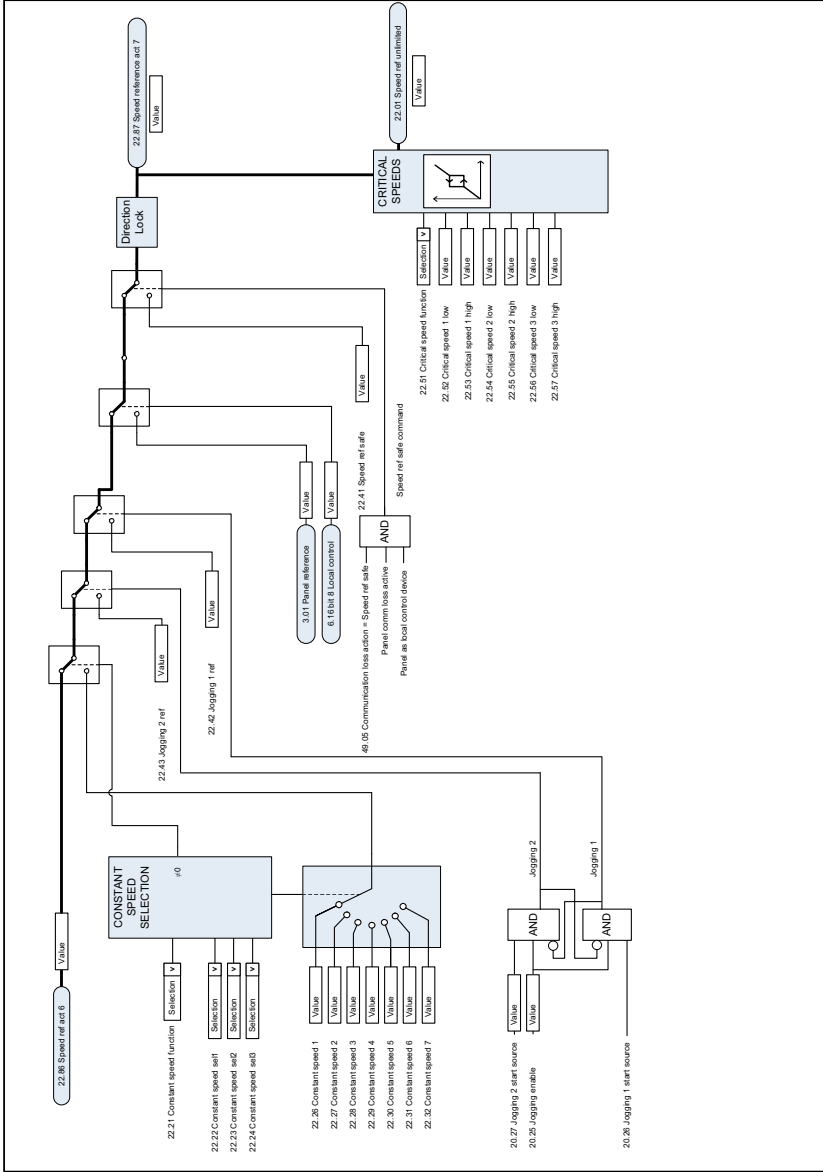 22.86 Speed ref act 6
Value
22.21 Constant speed function
Selection
v
22.22 Constant speed sel1
Selection
v
22.23 Constant speed sel2
Selection
v
22.24 Constant speed sel3
Selection
v
CONSTANT
SPEED
SELECTION
≠0
22.26 Constant speed 1
Value
22.27 Constant speed 2
Value
22.28 Constant speed 3
Value
22.29 Constant speed 4
Value
22.30 Constant speed 5
Value
22.31 Constant speed 6
Value
22.32 Constant speed 7
Value
20.27 Jogging 2 start source
Value
20.25 Jogging enable
Value
20.26 Jogging 1 start source
AND
AND
Jogging 2
Jogging 1
22.43 Jogging 2 ref
Value
22.42 Jogging 1 ref
Value
3.01 Panel reference
Value
6.16 bit 8 Local control
Value
22.41 Speed ref safe
Value
49.05 Communication loss action = Speed ref safe
Panel comm loss active
Panel as local control device
AND
Speed ref safe command
Direction
Lock
22.87 Speed reference act 7
Value
22.51 Critical speed function
Selection
v
22.52 Critical speed 1 low
Value
22.53 Critical speed 1 high
Value
22.54 Critical speed 2 low
Value
22.55 Critical speed 2 high
Value
22.56 Critical speed 3 low
Value
22.57 Critical speed 3 high
Value
CRITICAL
SPEEDS
22.01 Speed ref unlimited
Value